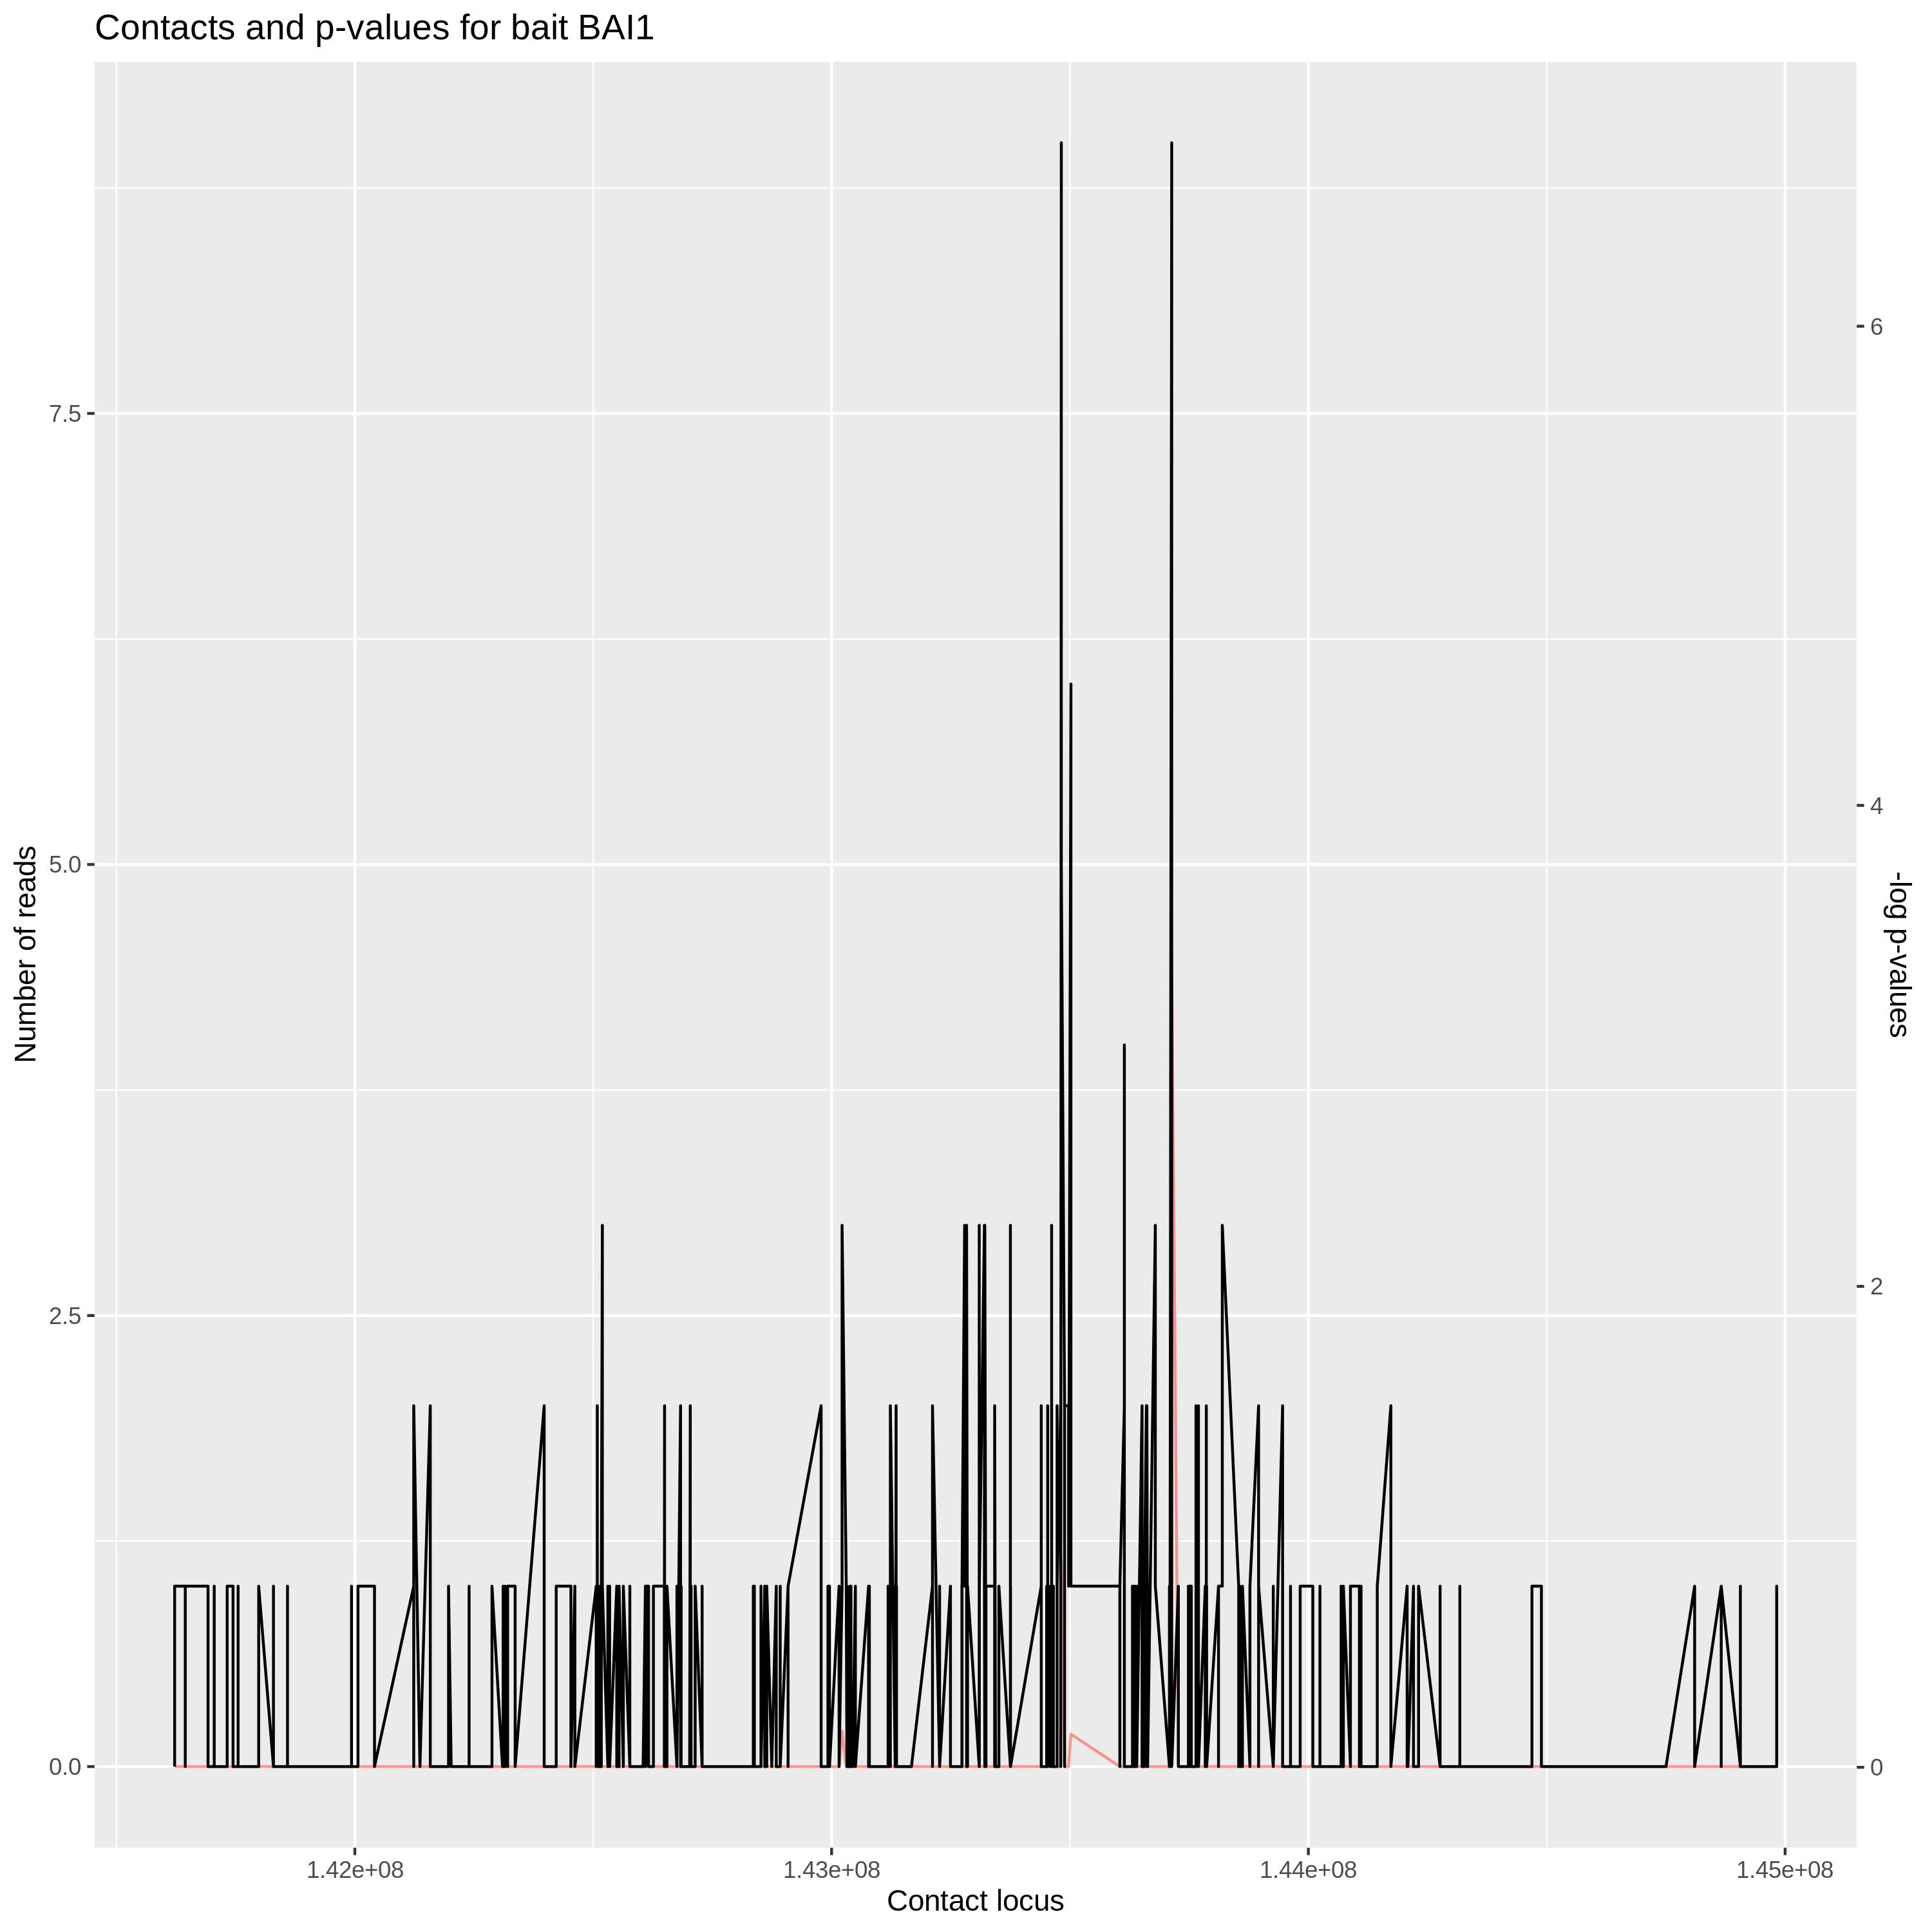 Contacts and p-values for bait BAI1
7.5
5.0
2.5
0.0
Number of reads
6
4
2
0
-log p-values
1.42e+08
1.43e+08
1.44e+08
1.45e+08
Contact locus